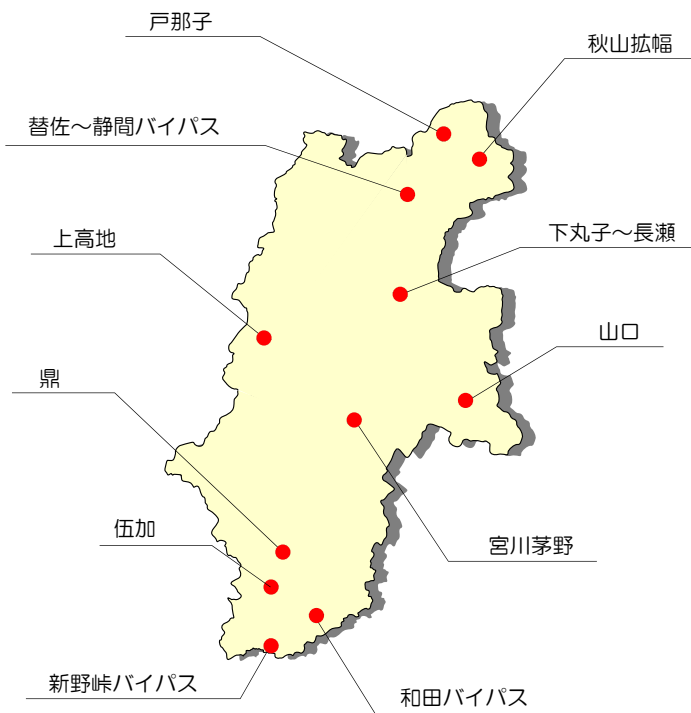 戸那子
秋山拡幅
替佐～静間バイパス
下丸子～長瀬
上高地
山口
鼎
伍加
宮川茅野
新野峠バイパス
和田バイパス